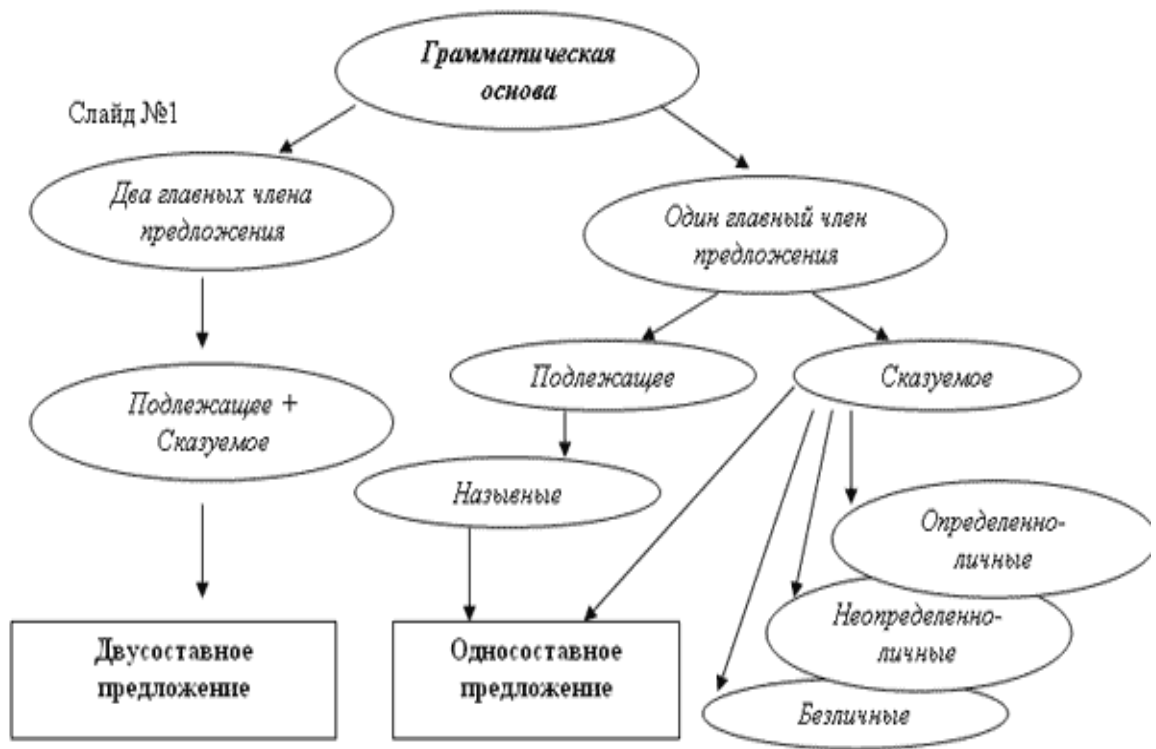 Грамматическая
основа
Слайд №1
Два главных члена
предложения
Один главный член
предложения
Подлежащее
Сказуемое
Подлежащее +
Сказуемое
Назывные
Определенно-
личные
Неопределенно-
личные
Безличные
Двусоставное
предложение
Односоставное
предложение